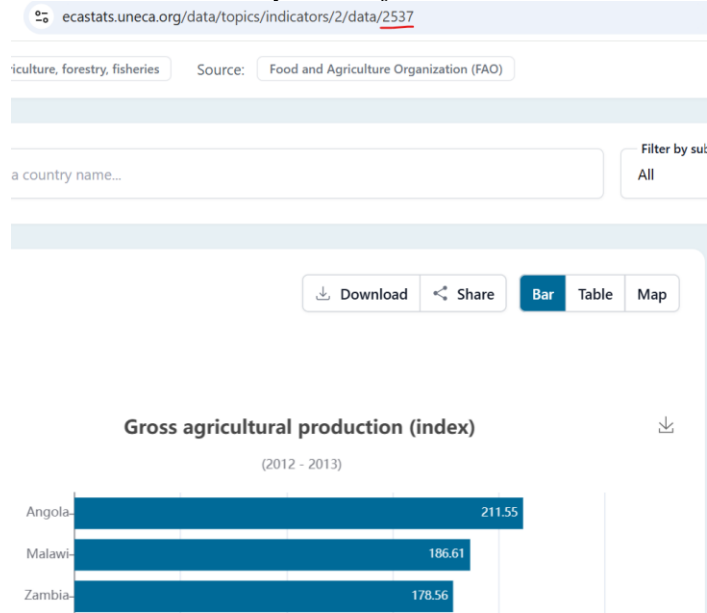 ecastats.uneca.org/data/topics/indicators/2/data/2537
riculture, forestry, fisheries Source: Food and Agriculture Organization (FAO)
Filter by sub
a country name... All
Download Share Bar Table Map
Gross agricultural production (index)
(2012 - 2013)
Angola 211.55
Malawi 186.61
Zambia 178.56